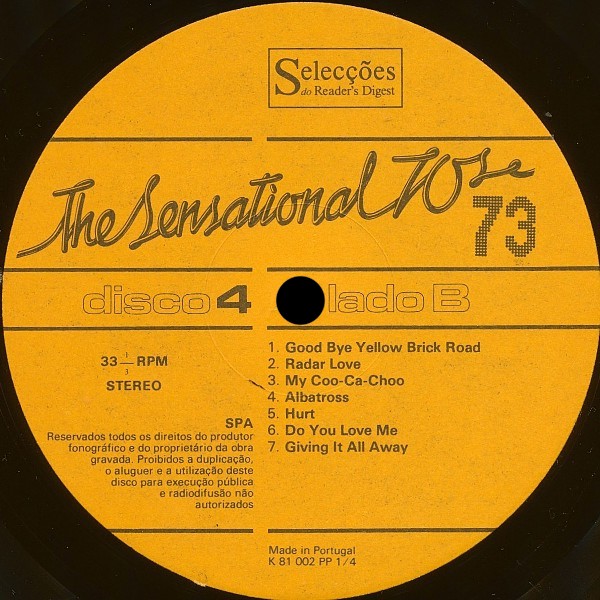 Selecções
do Reader's Digest
The Sensational 70s
73
disco 4 lado B
33 1/3 RPM
STEREO
1. Good Bye Yellow Brick Road
2. Radar Love
3. My Coo-Ca-Choo
4. Albatross
5. Hurt
6. Do You Love Me
7. Giving It All Away
SPA
Reservados todos os direitos do produtor
fonográfico e do proprietário da obra
gravada. Proibidos a duplicação,
o aluguer e a utilização deste
disco para execução pública
e radiodifusão não
autorizados
Made in Portugal
K 81 002 PP 1/4